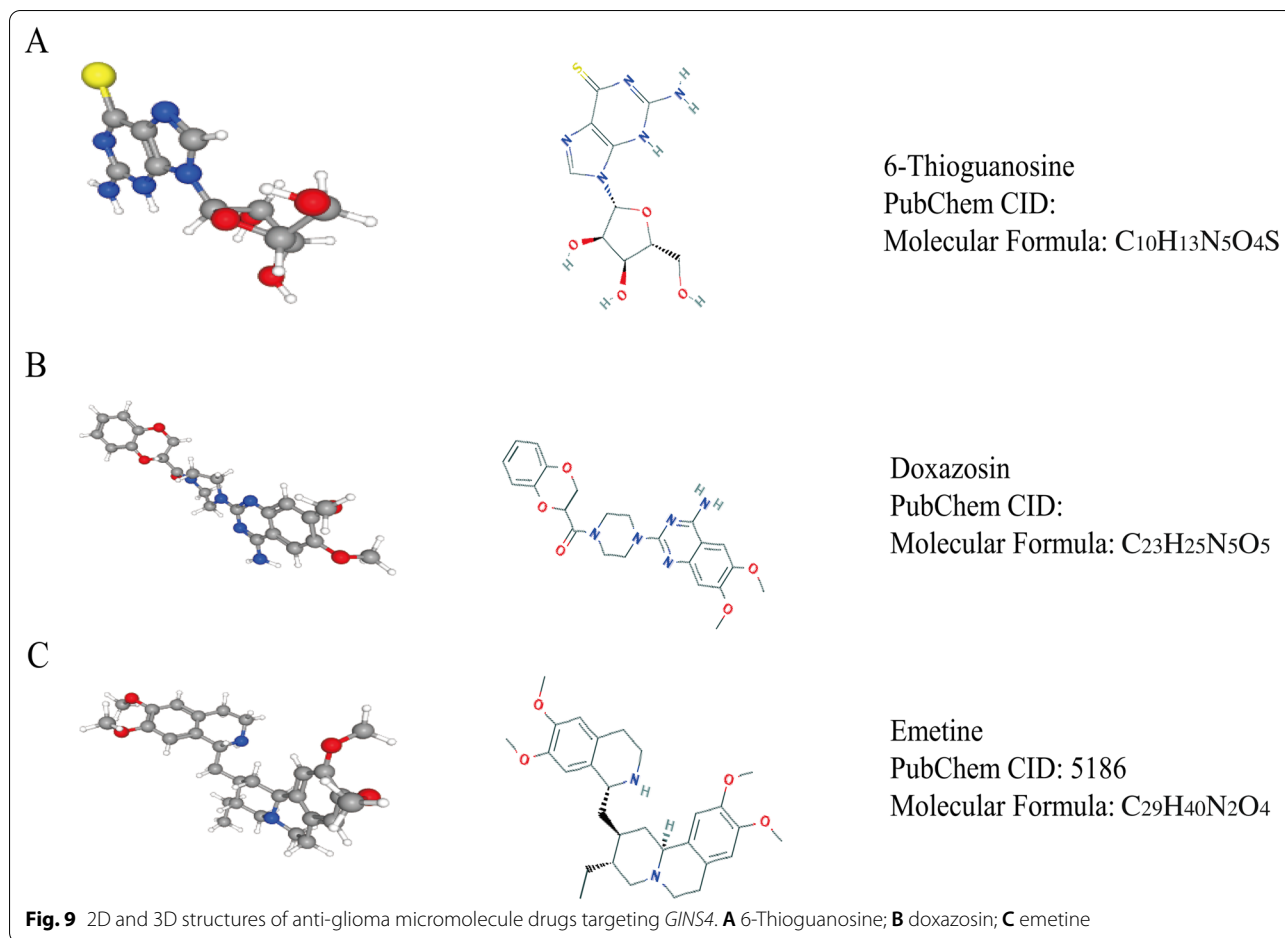 A
S
N
N
H
H
N
H
N
N
O
O
H
O
H
O
H
6-Thioguanosine
PubChem CID:
Molecular Formula: C10H13N5O4S
B
O
O
O
N
N
N
N
N
H
H
O
O
Doxazosin
PubChem CID:
Molecular Formula: C23H25N5O5
C
O
O
N
H
H
N
O
O
Emetine
PubChem CID: 5186
Molecular Formula: C29H40N2O4
Fig. 9 2D and 3D structures of anti-glioma micromolecule drugs targeting GINS4. A 6-Thioguanosine; B doxazosin; C emetine